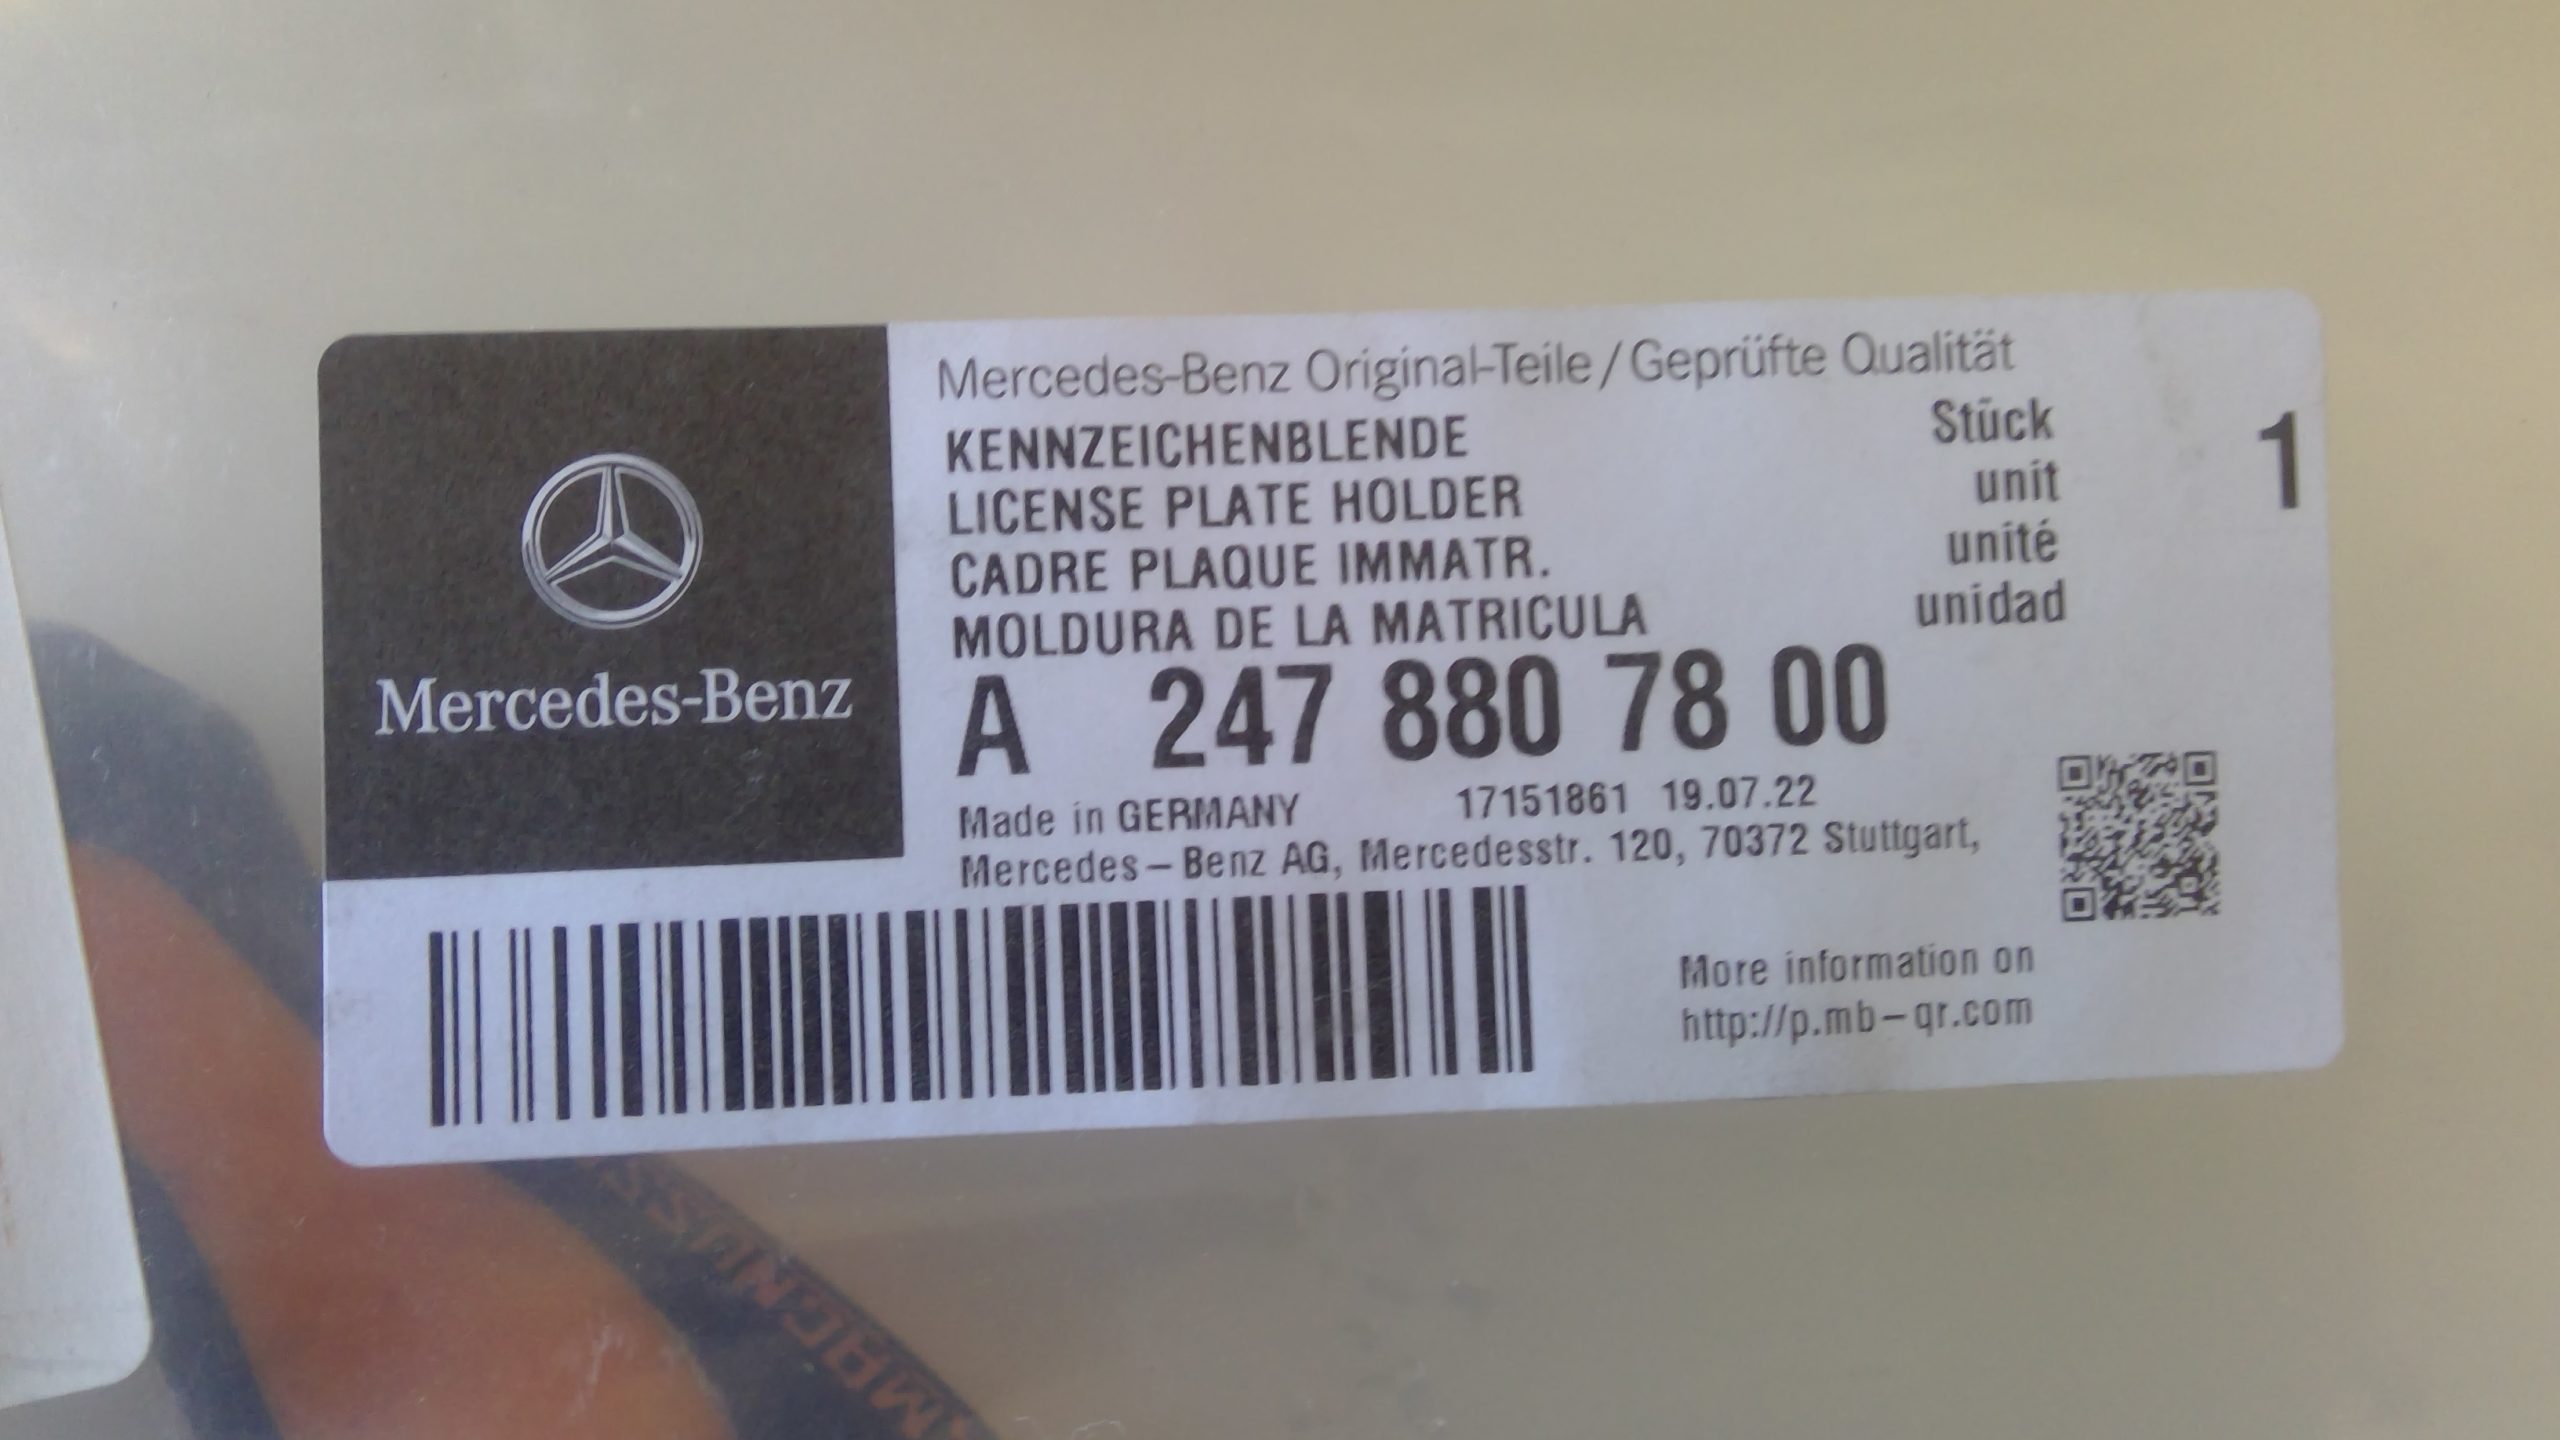 Mercedes-Benz Original-Teile / Geprüfte Qualität
KENNZEICHENBLENDE Stück 1
LICENSE PLATE HOLDER unit
CADRE PLAQUE IMMATR. unité
MOLDURA DE LA MATRICULA unidad
Mercedes-Benz
A 247 880 78 00
Made in GERMANY 17151861 19.07.22
Mercedes-Benz AG, Mercedesstr. 120, 70372 Stuttgart,
More information on
http://p.mb-qr.com